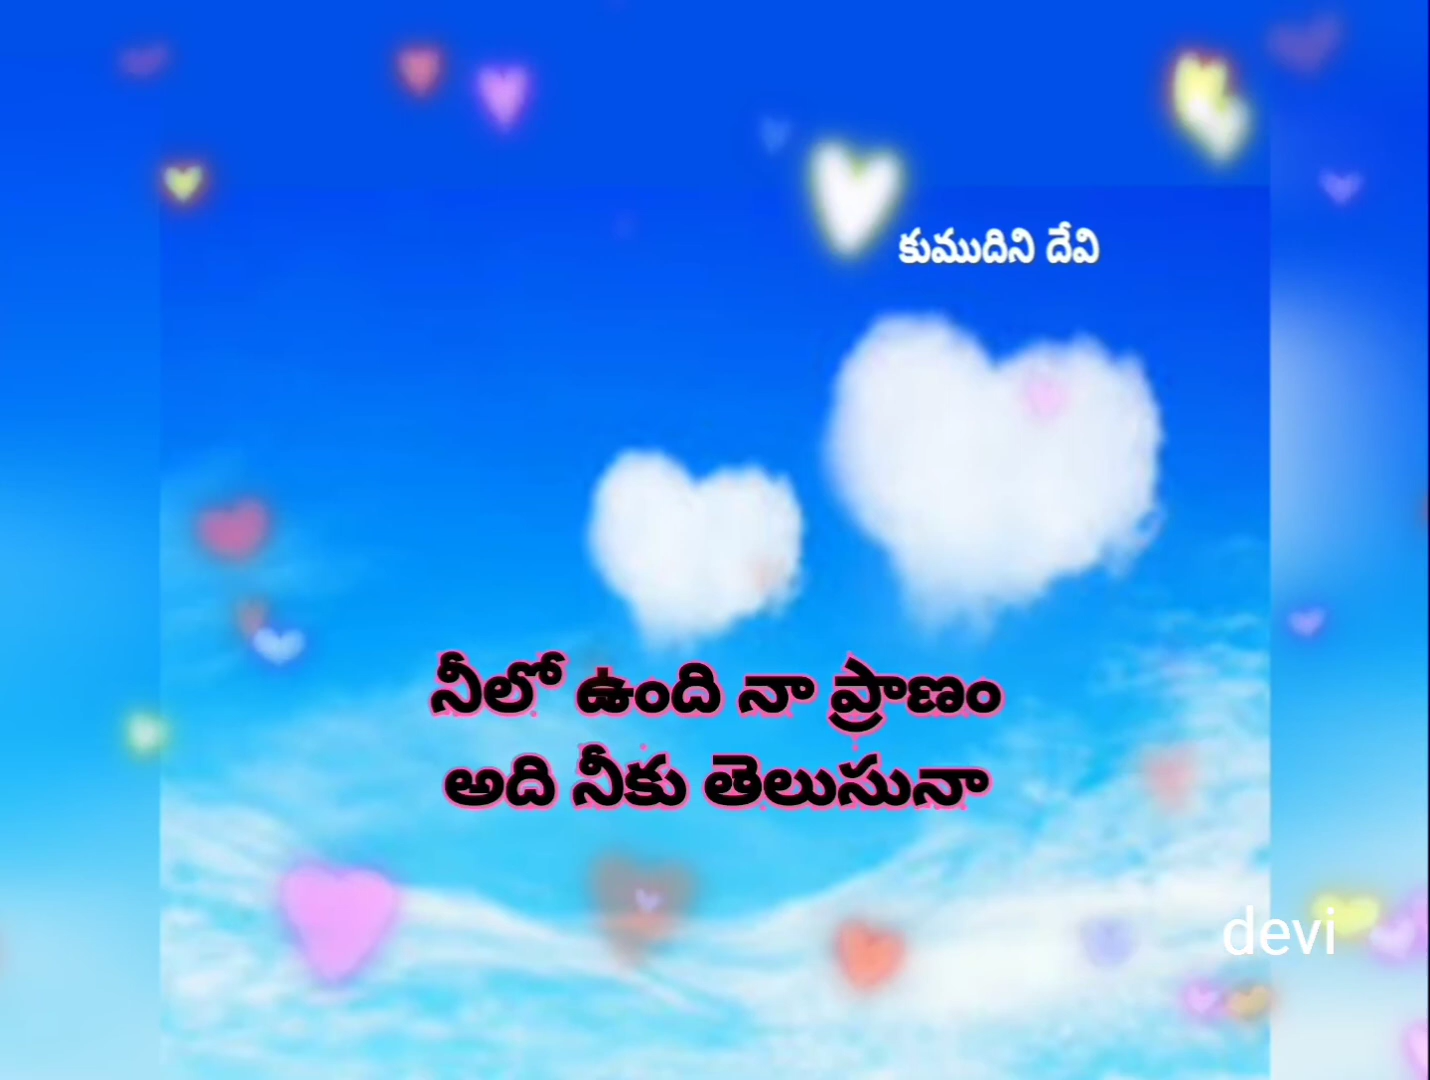 కుముదిని దేవి
నీలో ఉంది నా ప్రాణం
అది నీకు తెలుసునా
devi